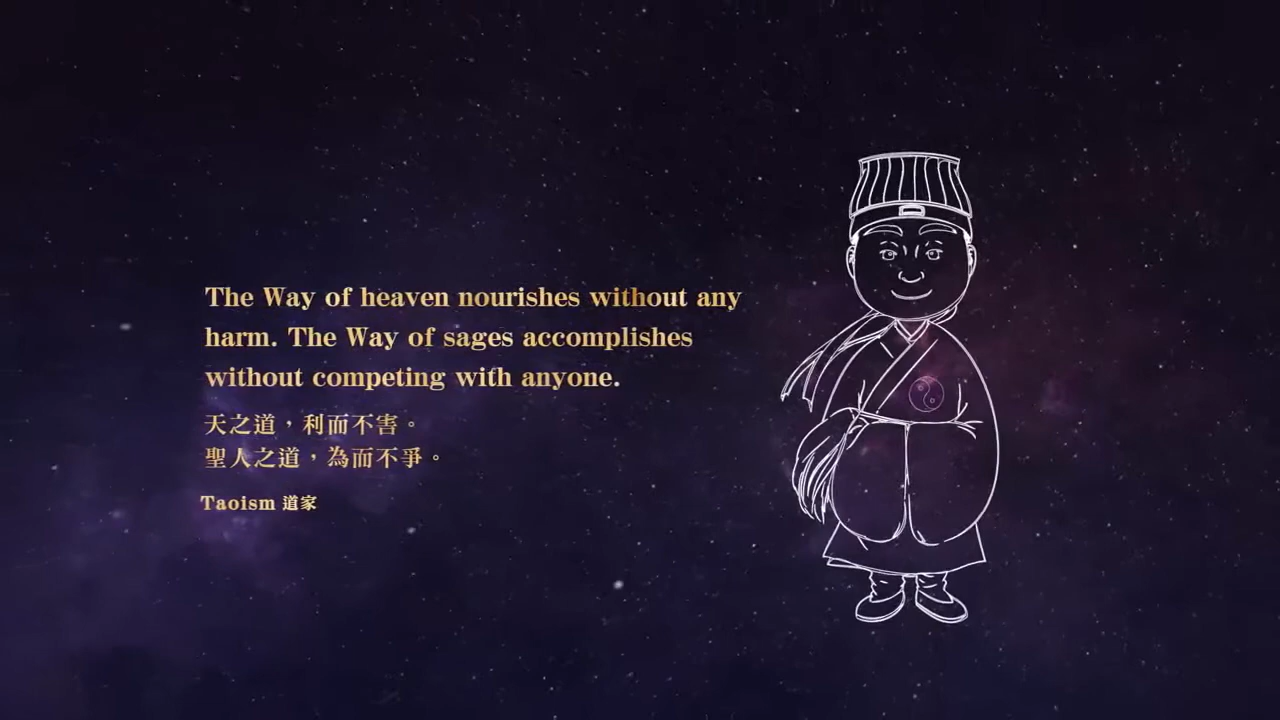 The Way of heaven nourishes without any
harm. The Way of sages accomplishes
without competing with anyone.
天之道，利而不害。
聖人之道，為而不爭。
Taoism 道家